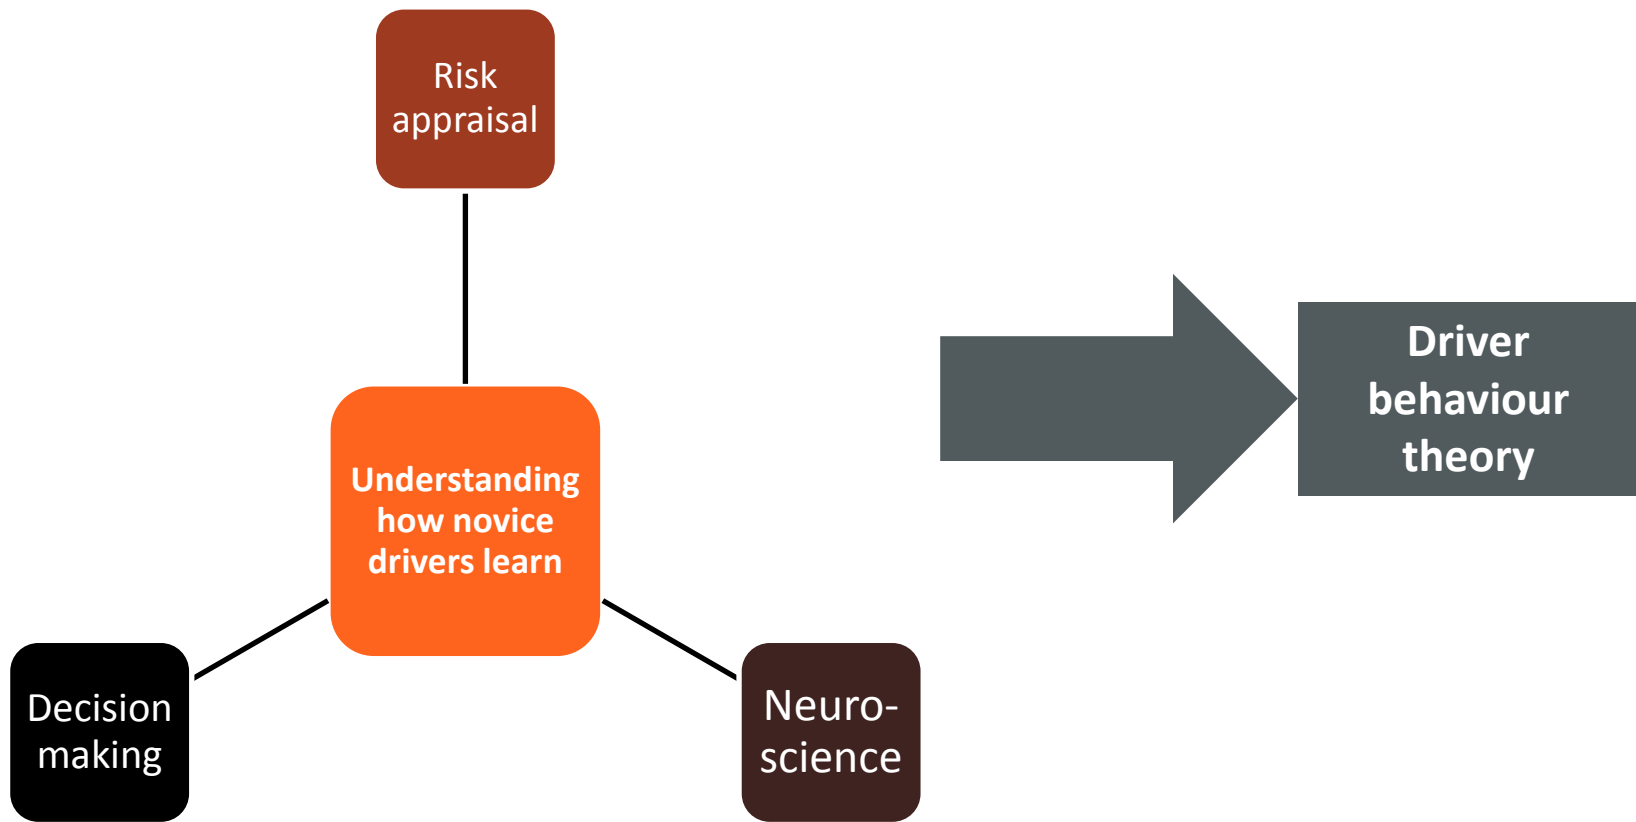 Risk
appraisal
Understanding
how novice
drivers learn
Decision
making
Neuro-
science
Driver
behaviour
theory